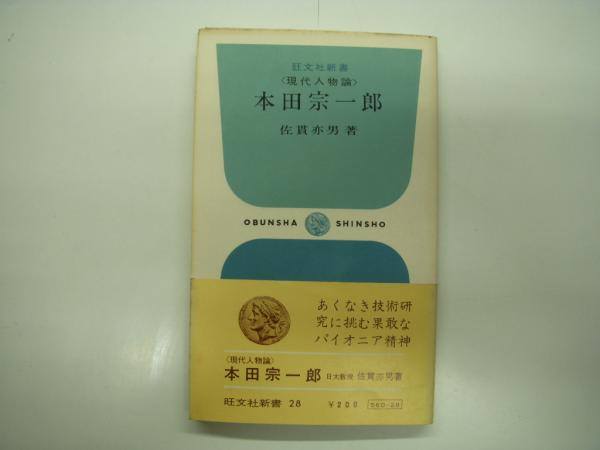 旺文社新書
〈現代人物論〉
本田宗一郎
佐貫亦男 著
OBUNSHA SHINSHO
あくなき技術研
究に挑む果敢な
パイオニア精神
〈現代人物論〉
本田宗一郎 日大教授 佐貫亦男著
旺文社新書 28 ¥200 560-28